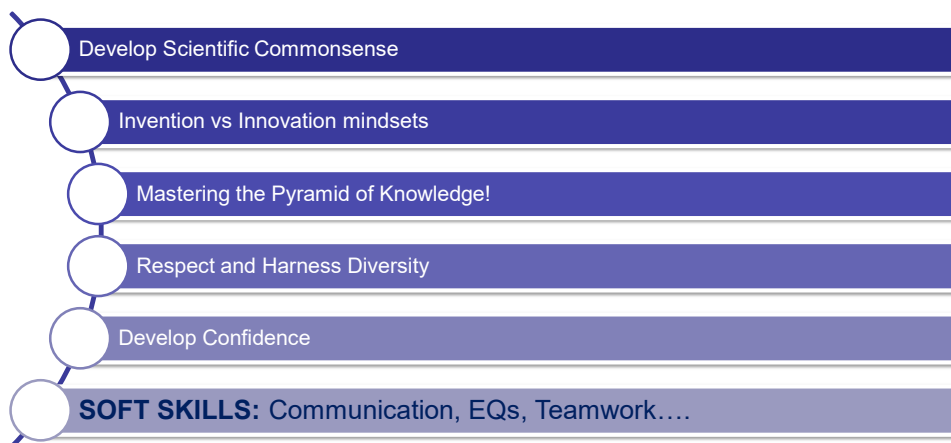 Develop Scientific Commonsense
Invention vs Innovation mindsets
Mastering the Pyramid of Knowledge!
Respect and Harness Diversity
Develop Confidence
SOFT SKILLS: Communication, EQs, Teamwork….